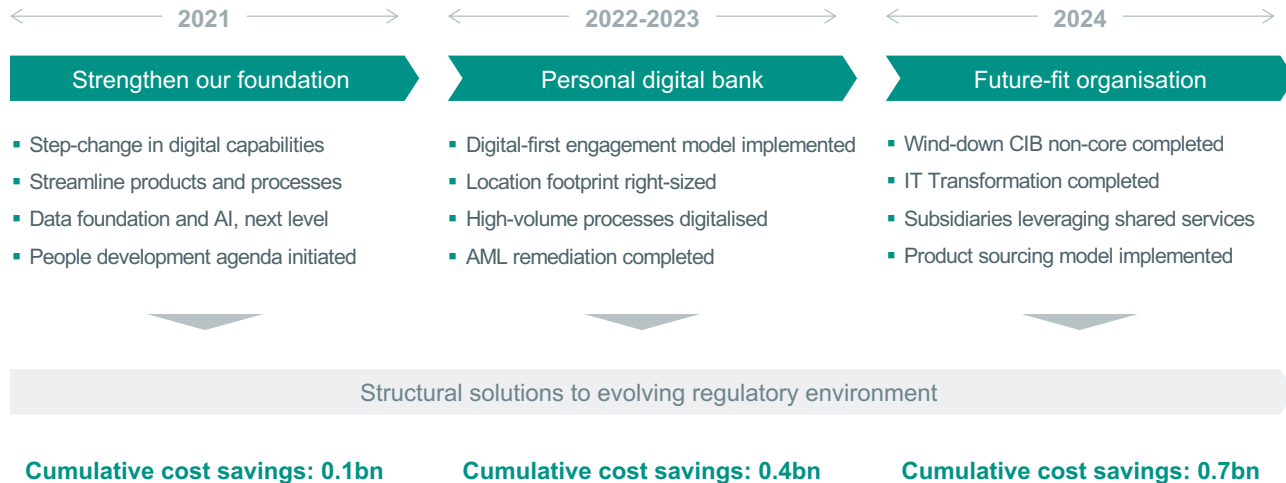 2021
2022-2023
2024
Strengthen our foundation
Personal digital bank
Future-fit organisation
▪ Step-change in digital capabilities
▪ Streamline products and processes
▪ Data foundation and AI, next level
▪ People development agenda initiated
▪ Digital-first engagement model implemented
▪ Location footprint right-sized
▪ High-volume processes digitalised
▪ AML remediation completed
▪ Wind-down CIB non-core completed
▪ IT Transformation completed
▪ Subsidiaries leveraging shared services
▪ Product sourcing model implemented
Structural solutions to evolving regulatory environment
Cumulative cost savings: 0.1bn
Cumulative cost savings: 0.4bn
Cumulative cost savings: 0.7bn